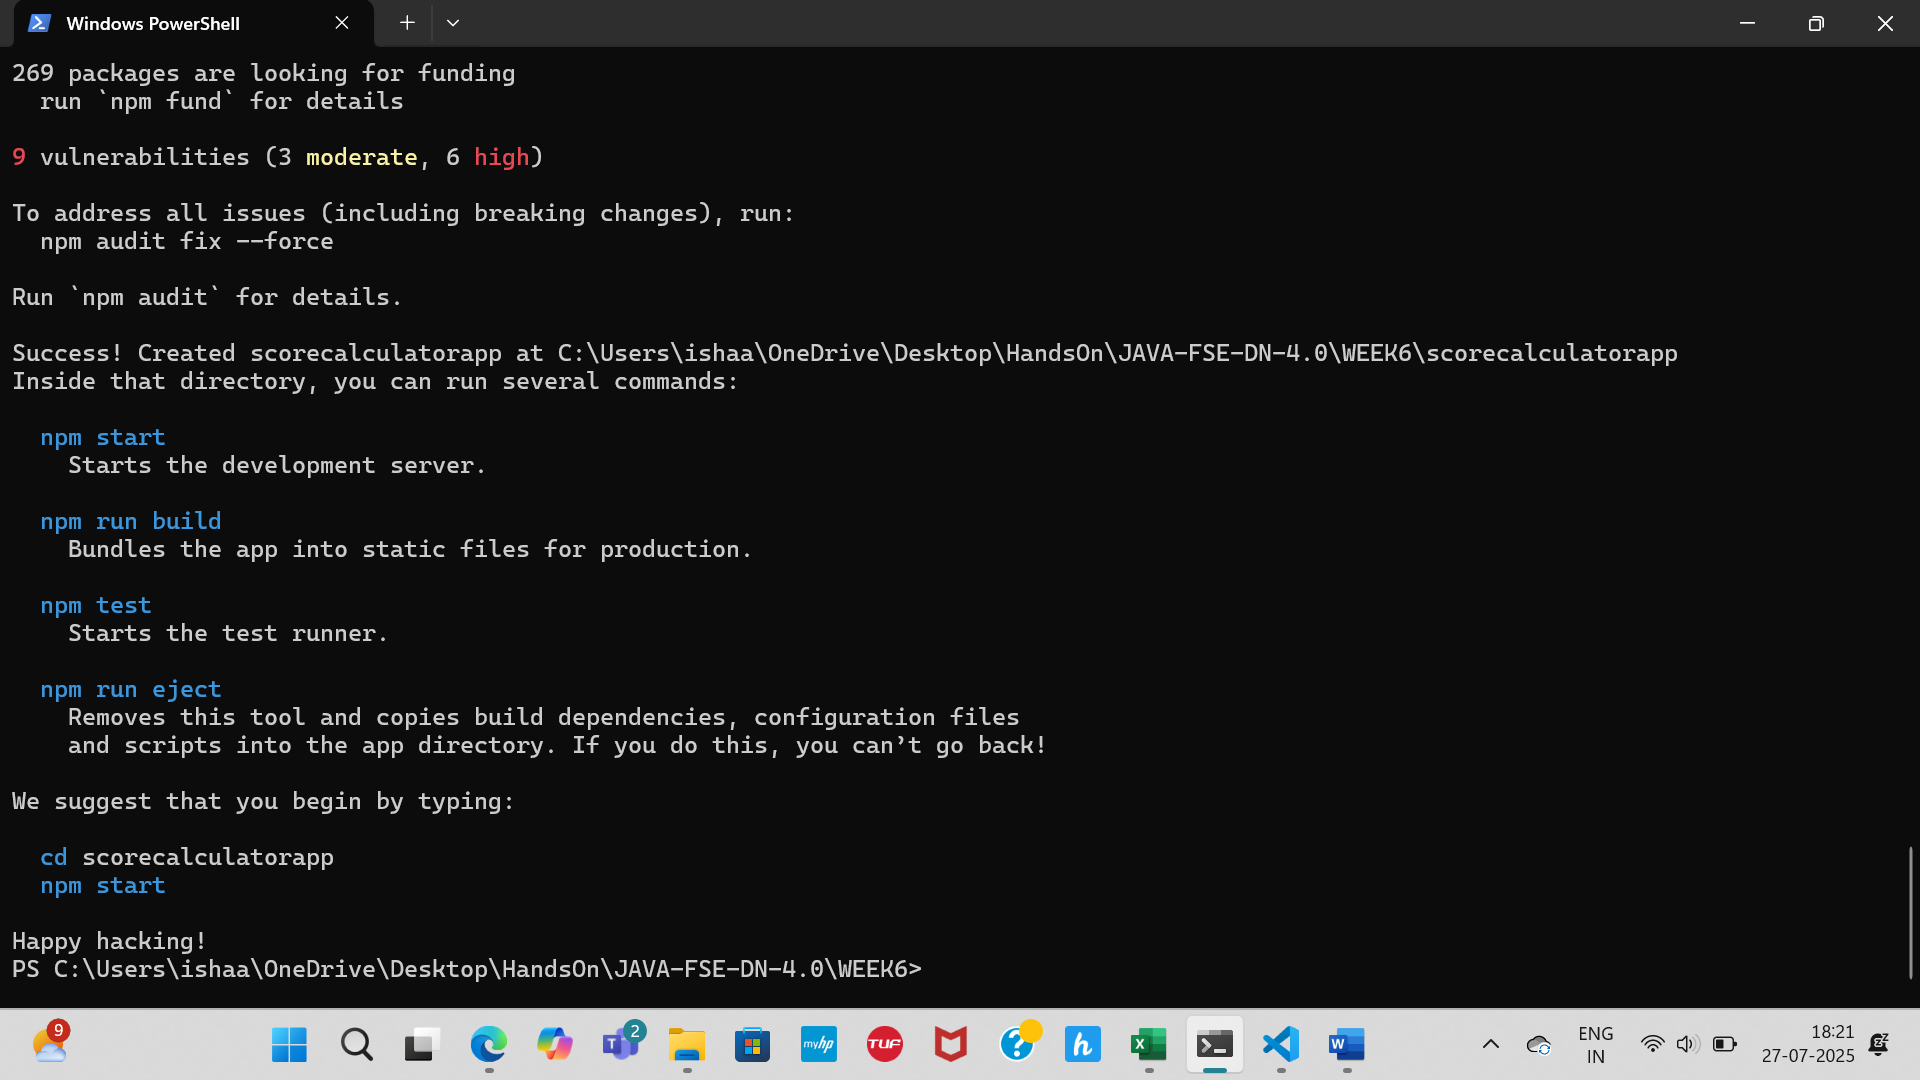 Windows PowerShell
269 packages are looking for funding
  run `npm fund` for details
9 vulnerabilities (3 moderate, 6 high)
To address all issues (including breaking changes), run:
  npm audit fix --force
Run `npm audit` for details.
Success! Created scorecalculatorapp at C:\Users\ishaa\OneDrive\Desktop\HandsOn\JAVA-FSE-DN-4.0\WEEK6\scorecalculatorapp
Inside that directory, you can run several commands:
  npm start
    Starts the development server.
  npm run build
    Bundles the app into static files for production.
  npm test
    Starts the test runner.
  npm run eject
    Removes this tool and copies build dependencies, configuration files
    and scripts into the app directory. If you do this, you can’t go back!
We suggest that you begin by typing:
  cd scorecalculatorapp
  npm start
Happy hacking!
PS C:\Users\ishaa\OneDrive\Desktop\HandsOn\JAVA-FSE-DN-4.0\WEEK6>
9
T 2
myhp
TUF
?
h
X
W
ENG
IN
18:21
27-07-2025